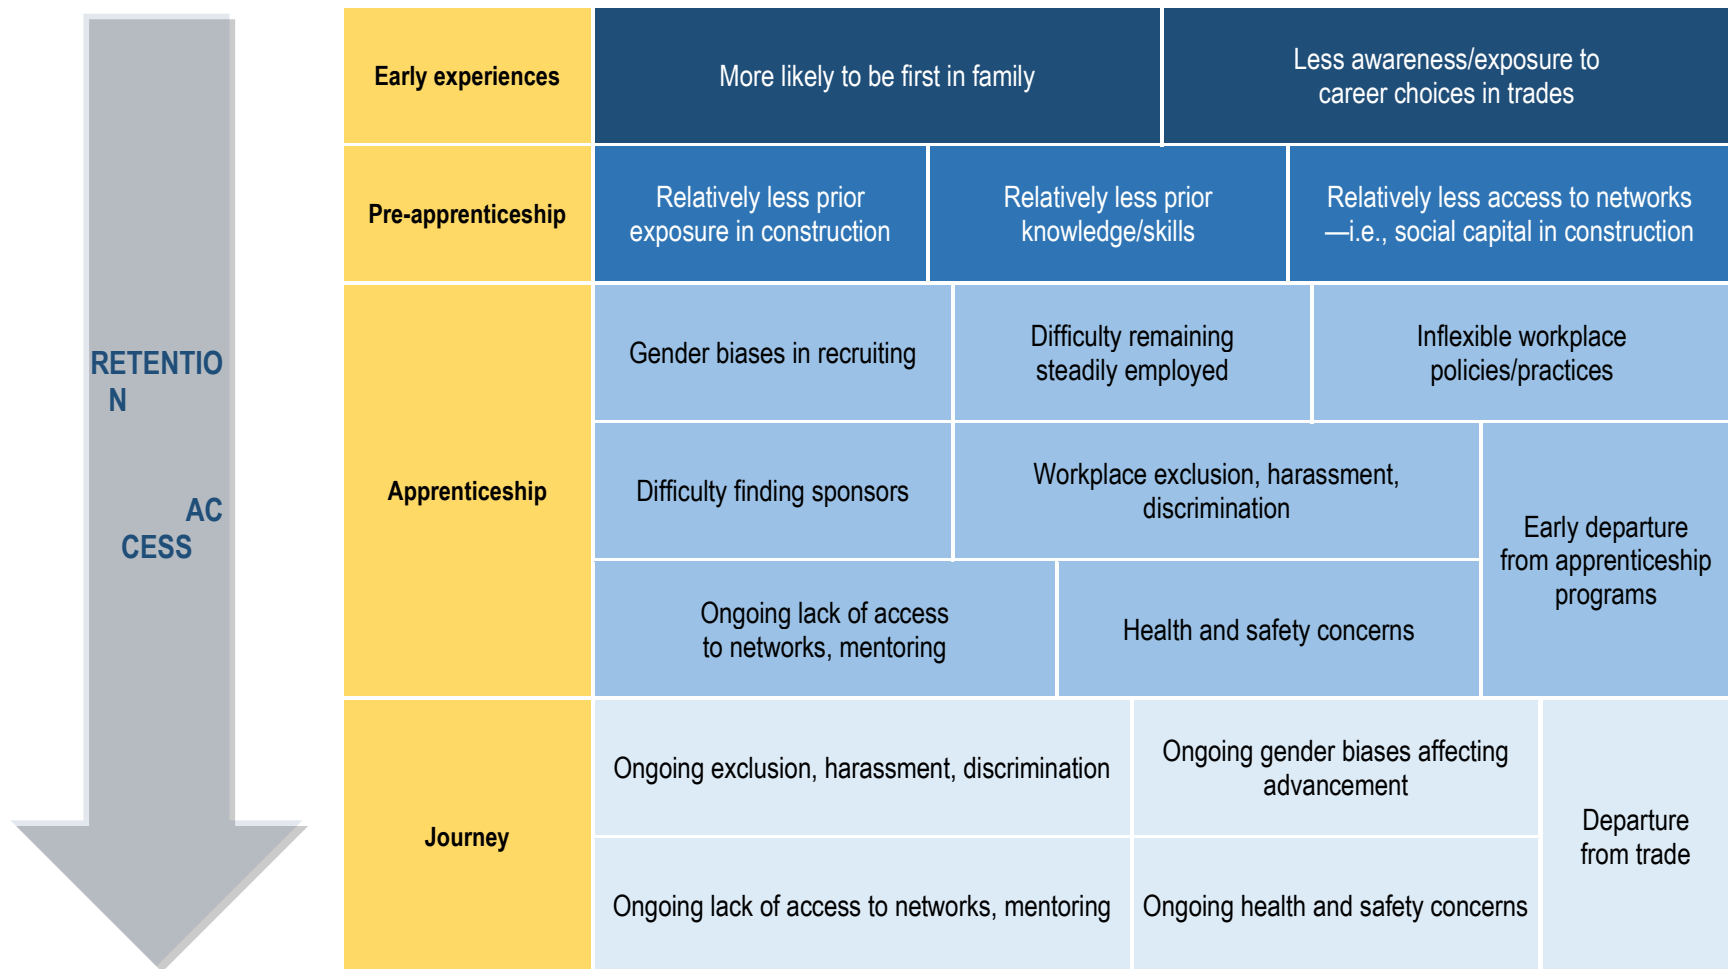 RETENTIO
N
AC
CESS
Early experiences
More likely to be first in family
Less awareness/exposure to
career choices in trades
Pre-apprenticeship
Relatively less prior
exposure in construction
Relatively less prior
knowledge/skills
Relatively less access to networks
—i.e., social capital in construction
Apprenticeship
Gender biases in recruiting
Difficulty remaining
steadily employed
Inflexible workplace
policies/practices
Difficulty finding sponsors
Workplace exclusion, harassment,
discrimination
Early departure
from apprenticeship
programs
Ongoing lack of access
to networks, mentoring
Health and safety concerns
Journey
Ongoing exclusion, harassment, discrimination
Ongoing gender biases affecting
advancement
Departure
from trade
Ongoing lack of access to networks, mentoring
Ongoing health and safety concerns